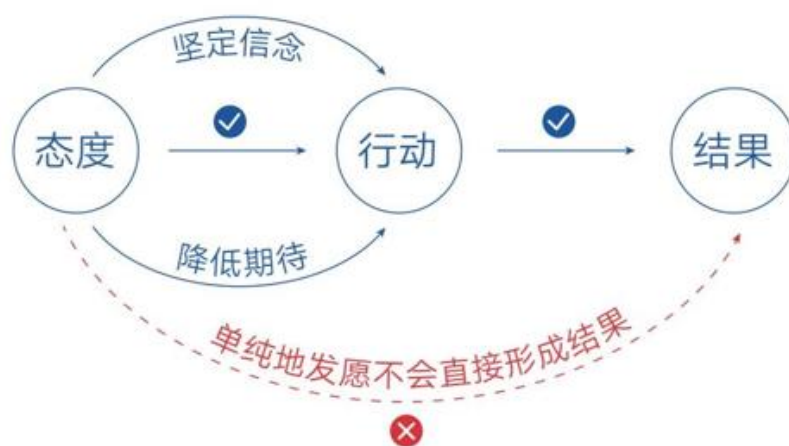 坚定信念
态度
行动
结果
降低期待
单纯地发愿不会直接形成结果